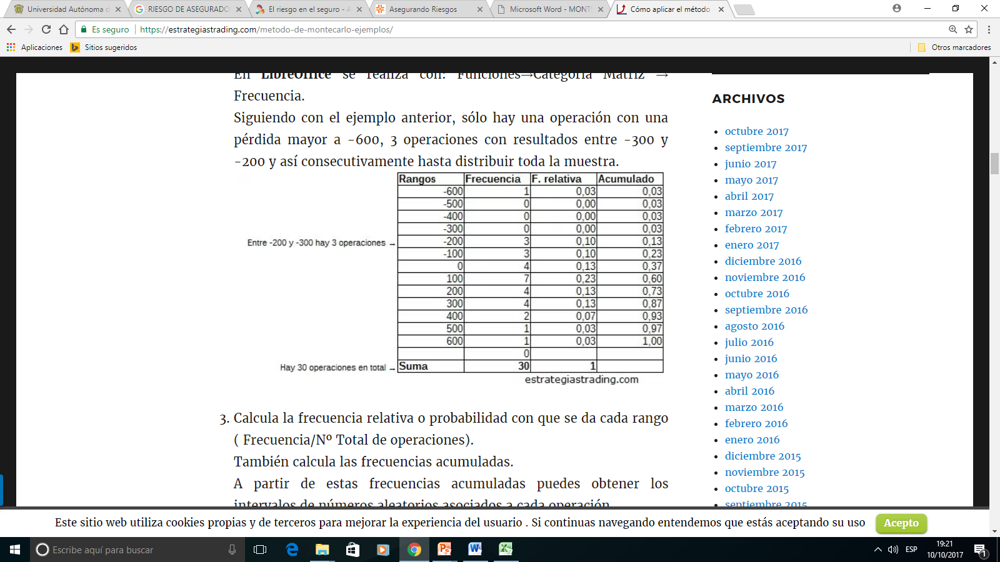 Universidad Autónoma d
RIESGO DE ASEGURADO
El riesgo en el seguro - A
Asegurando Riesgos
Microsoft Word - MONTS
Cómo aplicar el método
Es seguro
https://estrategiastrading.com/metodo-de-montecarlo-ejemplos/
Aplicaciones
Sitios sugeridos
Otros marcadores
En LibreOffice se realiza con: Funciones→Categoría Matriz →
Frecuencia.
Siguiendo con el ejemplo anterior, sólo hay una operación con una
pérdida mayor a -600, 3 operaciones con resultados entre -300 y
-200 y así consecutivamente hasta distribuir toda la muestra.
Rangos Frecuencia F. relativa Acumulado
-600 1 0,03 0,03
-500 0 0,00 0,03
-400 0 0,00 0,03
-300 0 0,00 0,03
Entre -200 y -300 hay 3 operaciones → -200 3 0,10 0,13
-100 3 0,10 0,23
0 4 0,13 0,37
100 7 0,23 0,60
200 4 0,13 0,73
300 4 0,13 0,87
400 2 0,07 0,93
500 1 0,03 0,97
600 1 0,03 1,00
0
Hay 30 operaciones en total → Suma 30 1
estrategiastrading.com
3. Calcula la frecuencia relativa o probabilidad con que se da cada rango
( Frecuencia/Nº Total de operaciones).
También calcula las frecuencias acumuladas.
A partir de estas frecuencias acumuladas puedes obtener los
intervalos de números aleatorios asociados a cada operación
ARCHIVOS
octubre 2017
septiembre 2017
junio 2017
mayo 2017
abril 2017
marzo 2017
febrero 2017
enero 2017
diciembre 2016
noviembre 2016
octubre 2016
septiembre 2016
agosto 2016
julio 2016
junio 2016
mayo 2016
abril 2016
marzo 2016
febrero 2016
enero 2016
diciembre 2015
noviembre 2015
octubre 2015
septiembre 2015
Este sitio web utiliza cookies propias y de terceros para mejorar la experiencia del usuario . Si continuas navegando entendemos que estás aceptando su uso
Acepto
Escribe aquí para buscar
ESP
19:21
10/10/2017
1